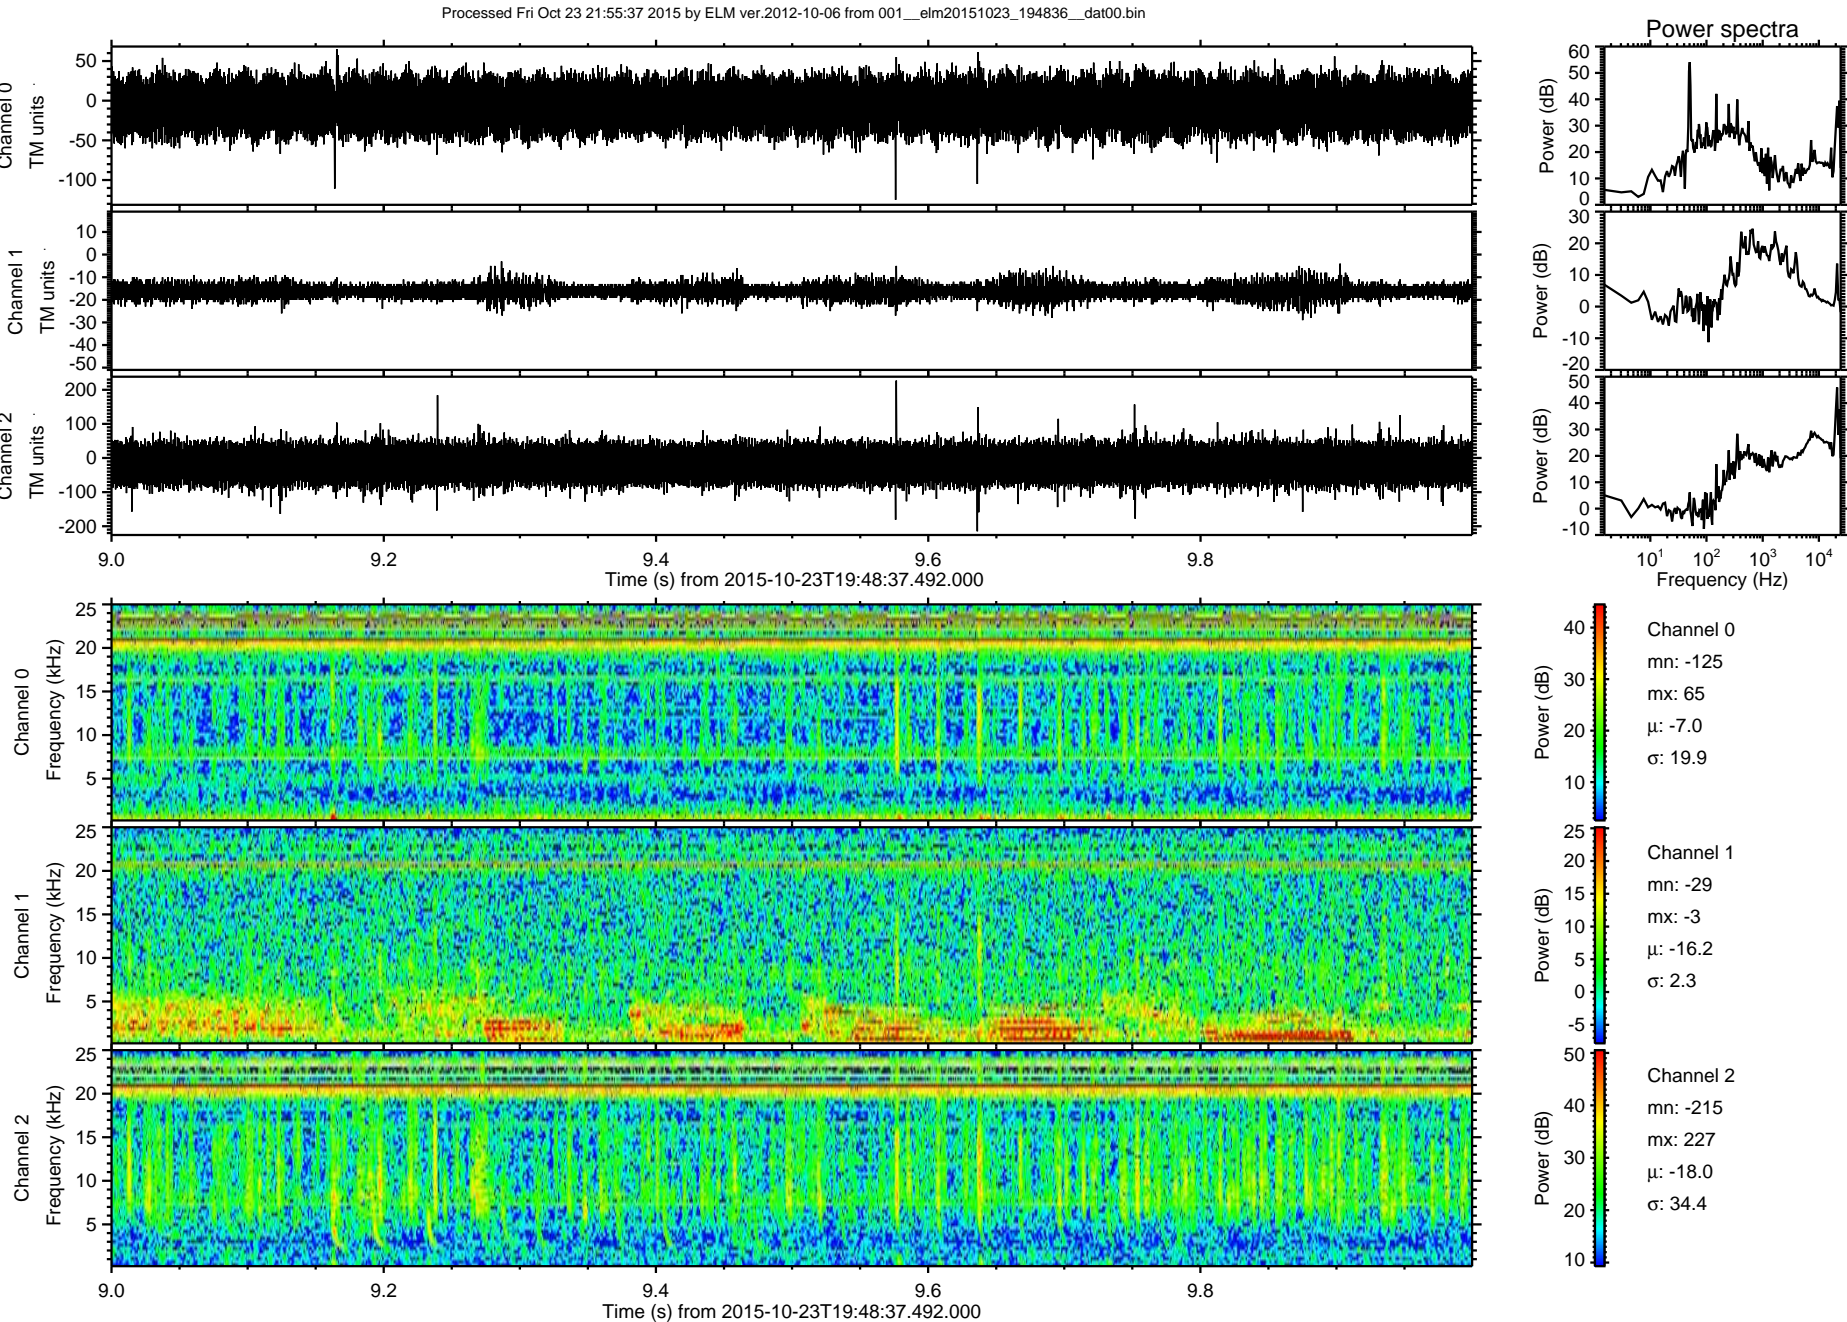 Processed Fri Oct 23 21:55:37 2015 by ELM ver.2012-10-06 from 001__elm20151023_194836__dat00.bin
Power spectra
Channel 0
TM units
50
0
-50
-100
Power (dB)
60
50
40
30
20
10
0
Channel 1
TM units
10
0
-10
-20
-30
-40
-50
Power (dB)
30
20
10
0
-10
-20
Channel 2
TM units
200
100
0
-100
-200
Power (dB)
50
40
30
20
10
0
-10
9.0 9.2 9.4 9.6 9.8
Time (s) from 2015-10-23T19:48:37.492.000
10¹ 10² 10³ 10⁴
Frequency (Hz)
Channel 0
Frequency (kHz)
25
20
15
10
5
Power (dB)
40
30
20
10
Channel 0
mn: -125
mx: 65
μ: -7.0
σ: 19.9
Channel 1
Frequency (kHz)
25
20
15
10
5
Power (dB)
25
20
15
10
5
0
-5
Channel 1
mn: -29
mx: -3
μ: -16.2
σ: 2.3
Channel 2
Frequency (kHz)
25
20
15
10
5
Power (dB)
50
40
30
20
10
Channel 2
mn: -215
mx: 227
μ: -18.0
σ: 34.4
9.0 9.2 9.4 9.6 9.8
Time (s) from 2015-10-23T19:48:37.492.000